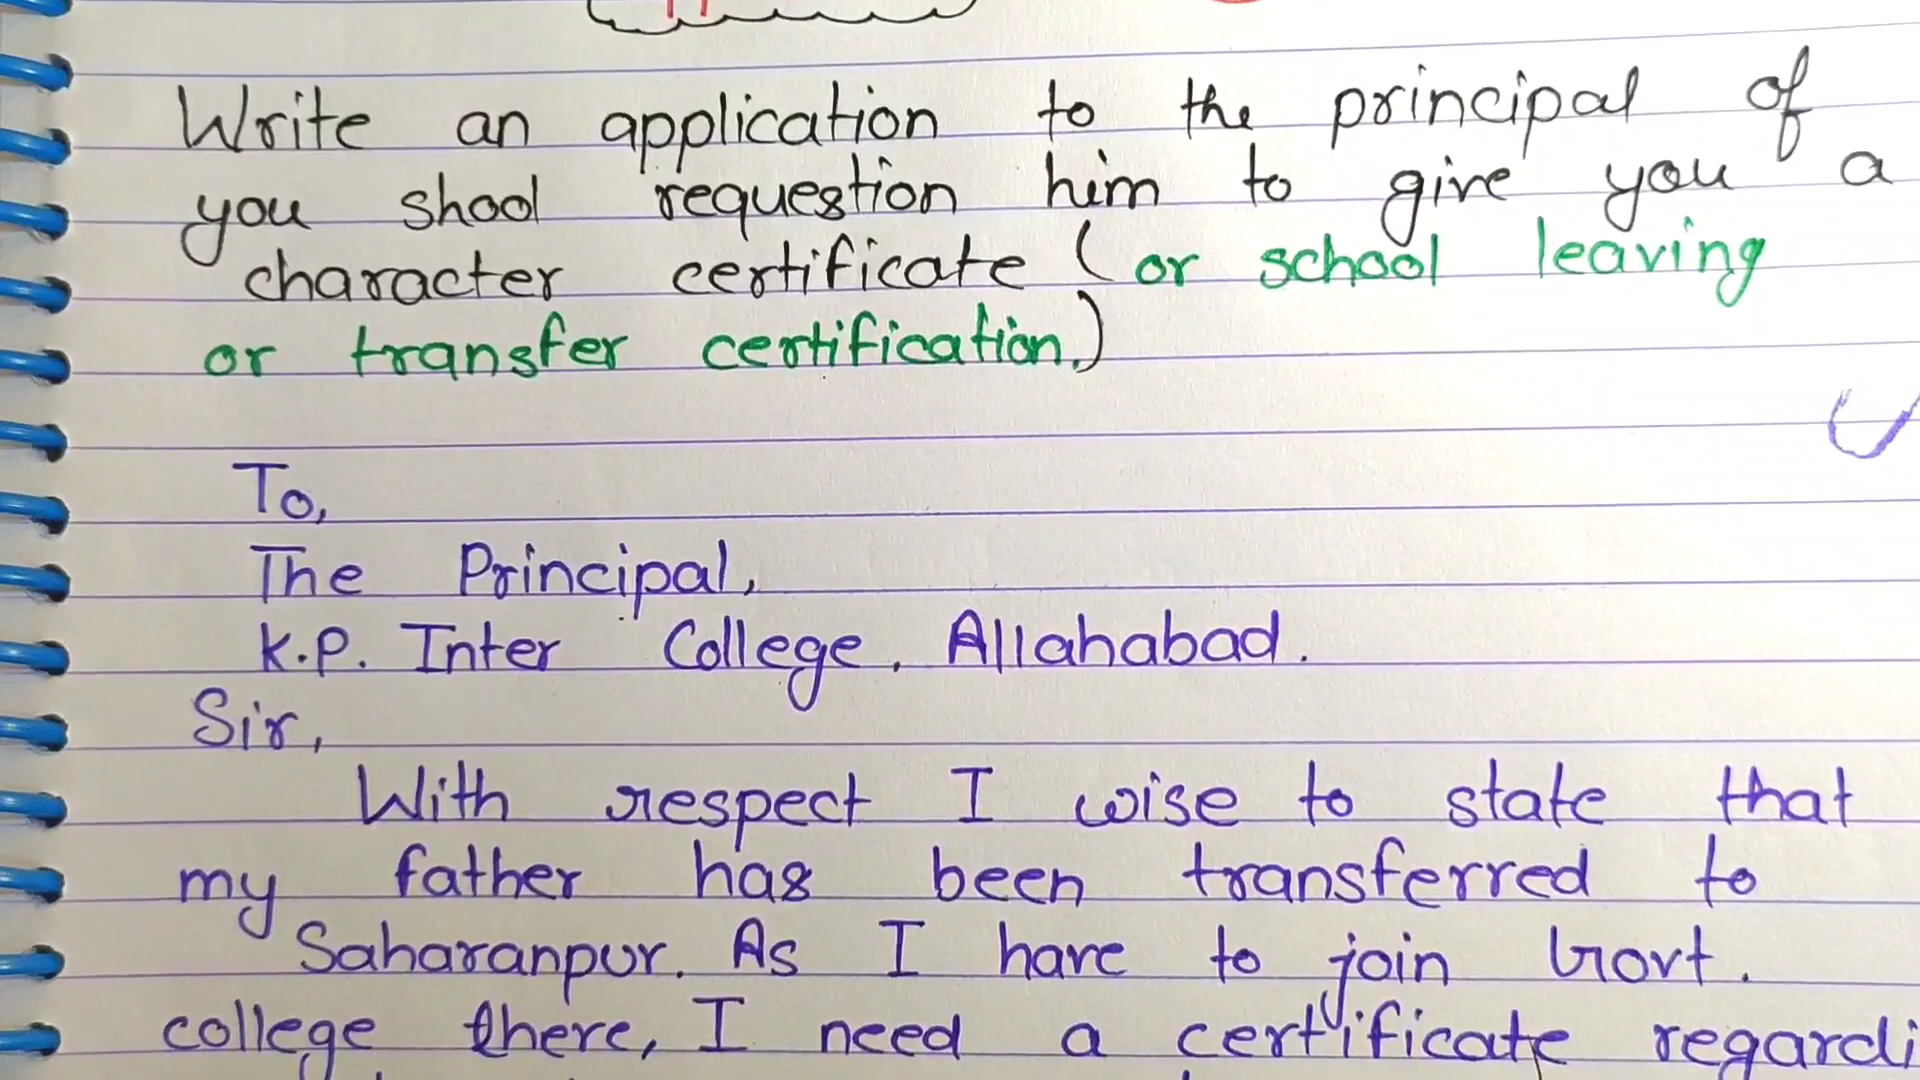 Write an application to the principal of
you shool requestion him to give you a
character certificate (or school leaving
or transfer certification.)
To,
The Principal,
K.P. Inter College, Allahabad.
Sir,
With respect I wise to state that
my father has been transferred to
Saharanpur. As I have to join Govt.
college there, I need a certificate regardi